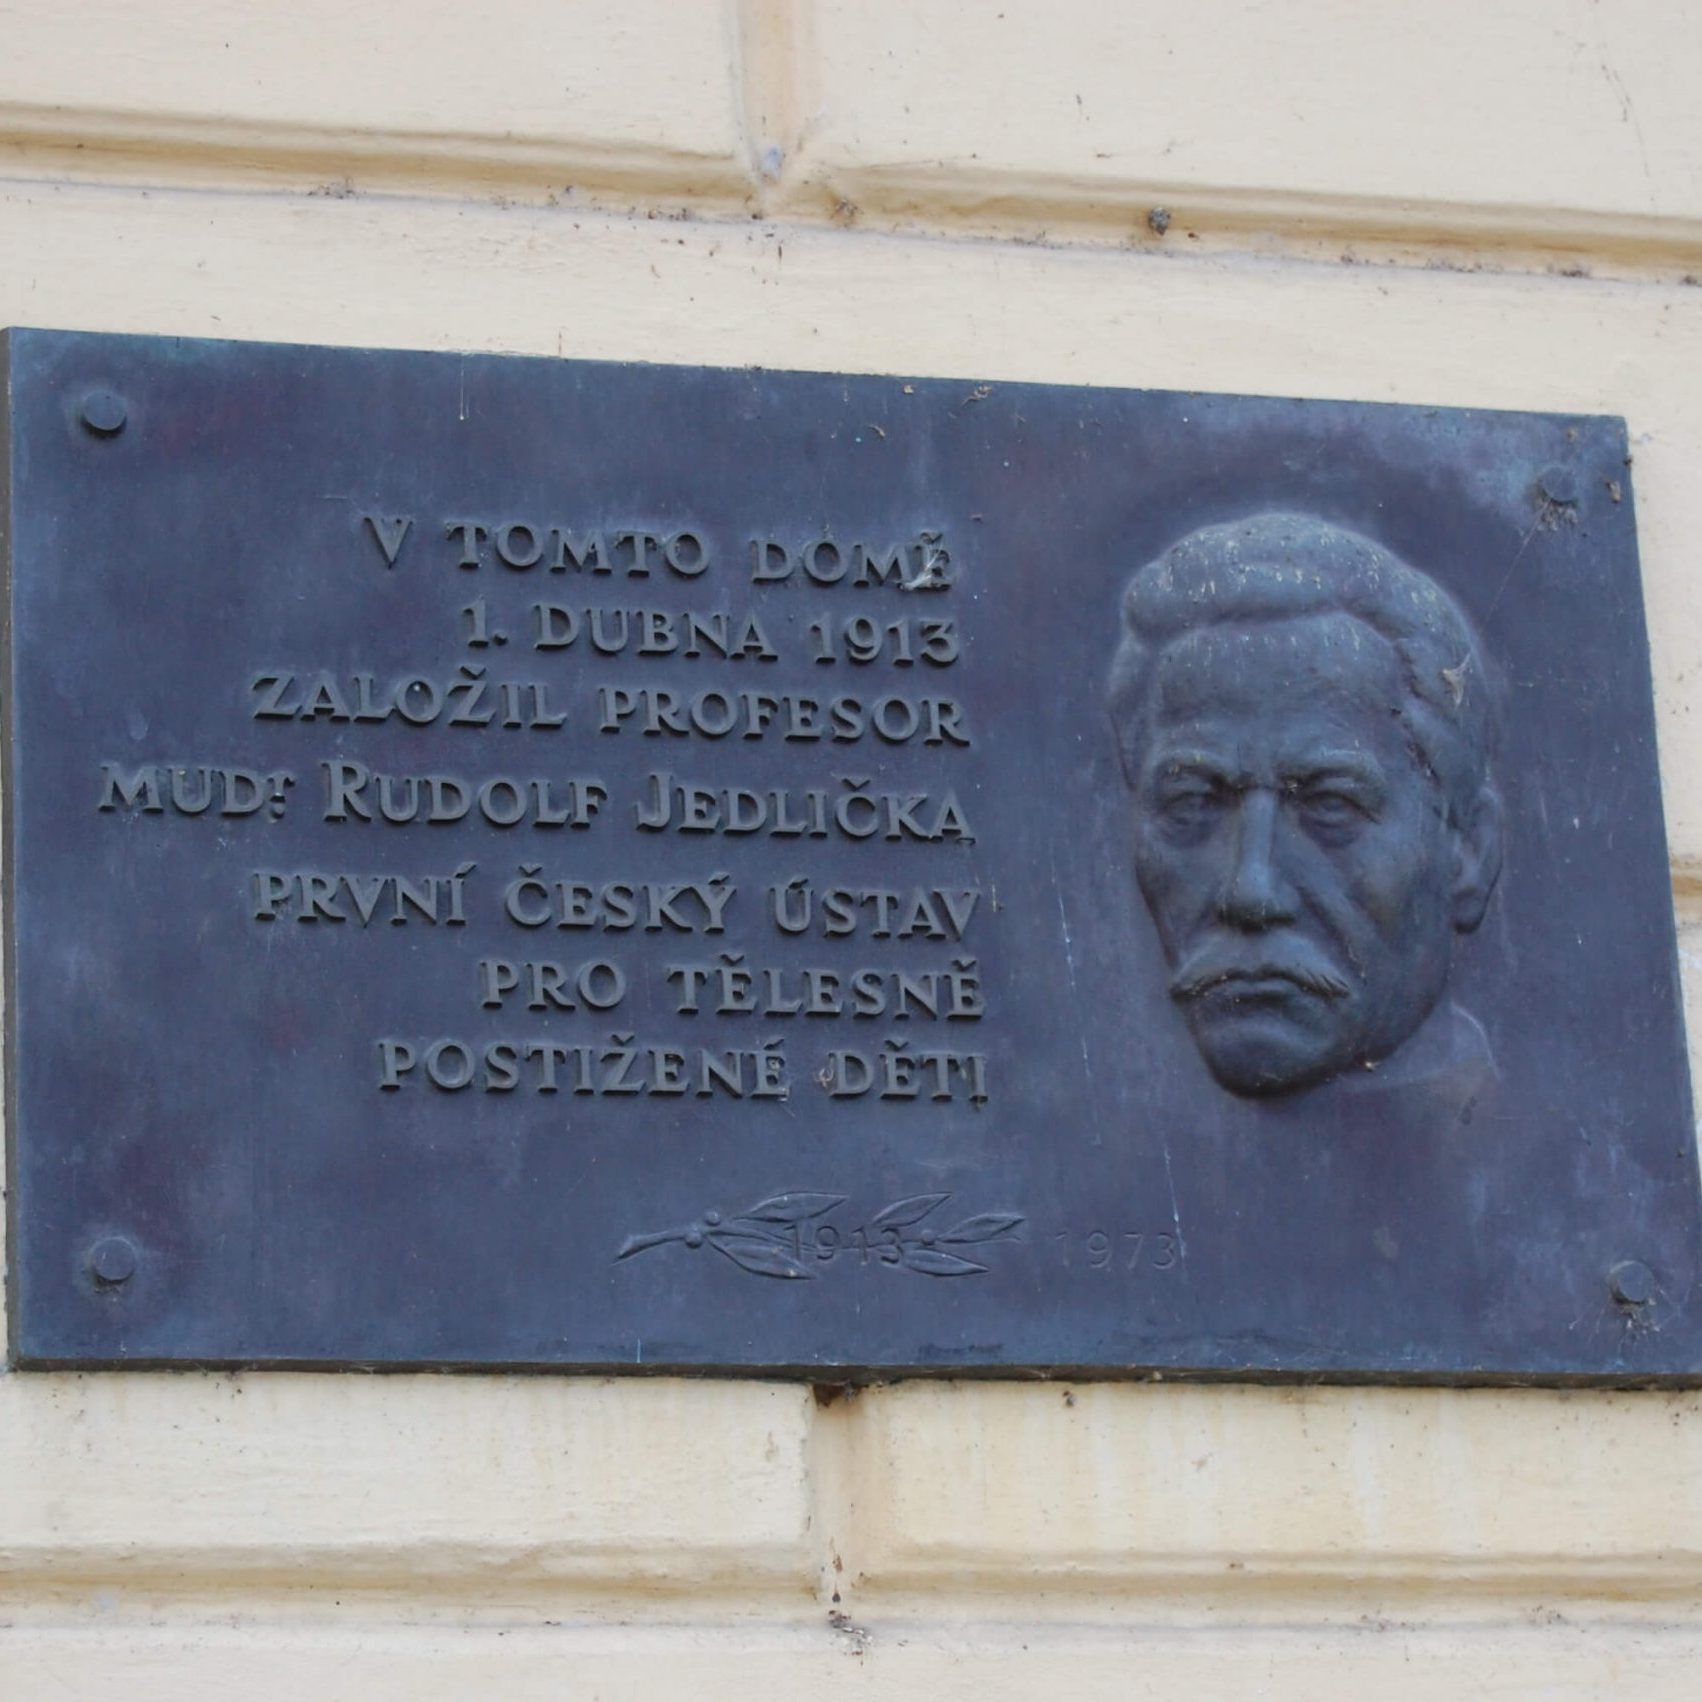 V TOMTO DOMĚ
1. DUBNA 1913
ZALOŽIL PROFESOR
MUDr. RUDOLF JEDLIČKA
PRVNÍ ČESKÝ ÚSTAV
PRO TĚLESNĚ
POSTIŽENÉ DĚTI
1913 1973